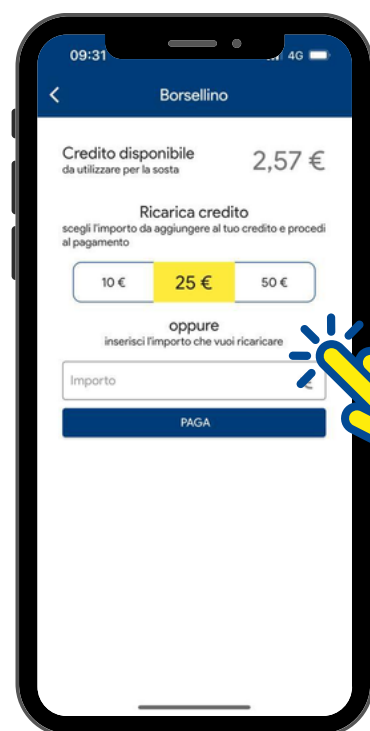 09:31 4G
Borsellino
Credito disponibile
da utilizzare per la sosta
2,57 €
Ricarica credito
scegli l'importo da aggiungere al tuo credito e procedi
al pagamento
10 € 25 € 50 €
oppure
inserisci l'importo che vuoi ricaricare
Importo €
PAGA